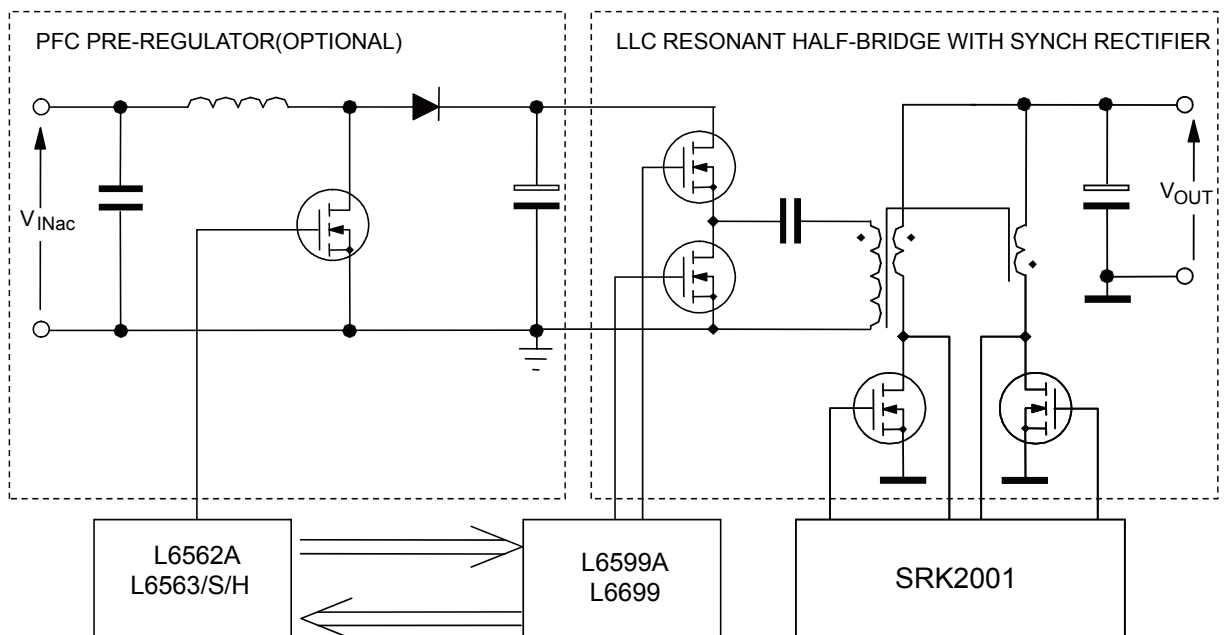 PFC PRE-REGULATOR(OPTIONAL)
LLC RESONANT HALF-BRIDGE WITH SYNCH RECTIFIER
VINac
VOUT
L6562A
L6563/S/H
L6599A
L6699
SRK2001